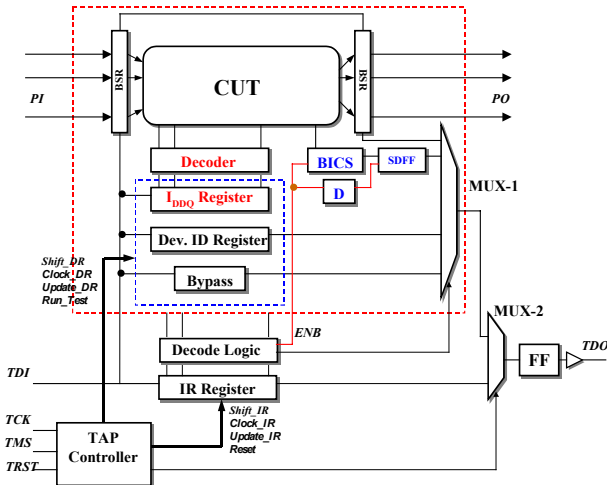 BSR
CUT
BSR
PI
PO
Decoder
BICS
SDFF
MUX-1
D
IDDQ Register
Dev. ID Register
Bypass
Shift_DR
Clock_DR
Update_DR
Run_Test
ENB
MUX-2
Decode Logic
FF
TDO
TDI
IR Register
Shift_IR
Clock_IR
Update_IR
Reset
TCK
TMS
TRST
TAP
Controller